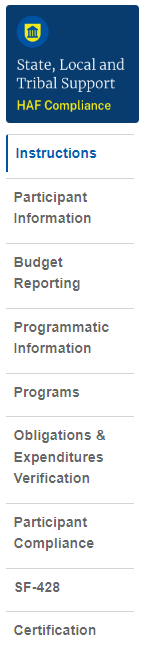 State, Local and
Tribal Support
HAF Compliance
Instructions
Participant
Information
Budget
Reporting
Programmatic
Information
Programs
Obligations &
Expenditures
Verification
Participant
Compliance
SF-428
Certification